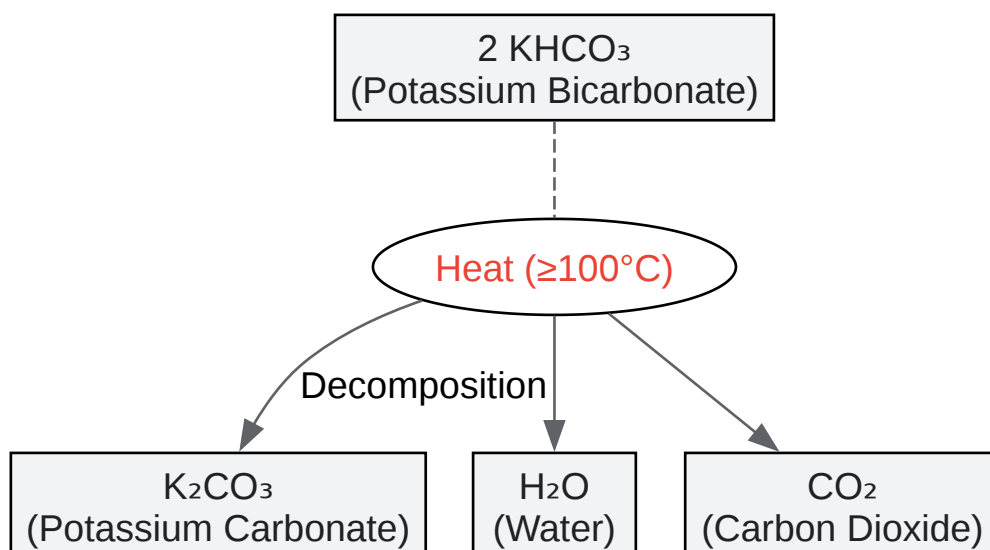 2 KHCO₃
(Potassium Bicarbonate)
Heat (≥100°C)
Decomposition
K₂CO₃
(Potassium Carbonate)
H₂O
(Water)
CO₂
(Carbon Dioxide)